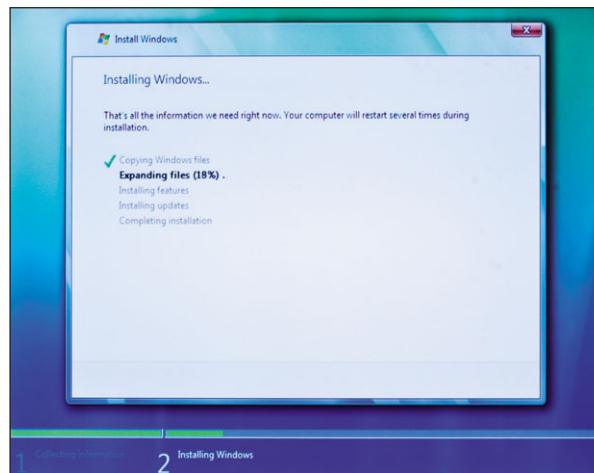 Install Windows
Installing Windows...
That's all the information we need right now. Your computer will restart several times during
installation.
Copying Windows files
Expanding files (18%) .
Installing features
Installing updates
Completing installation
1 Collecting information
2 Installing Windows